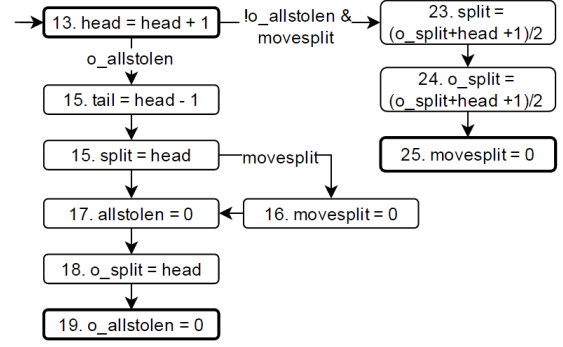 13. head = head + 1
!o_allstolen &
movesplit
23. split =
(o_split+head +1)/2
o_allstolen
24. o_split =
(o_split+head +1)/2
15. tail = head - 1
15. split = head
movesplit
25. movesplit = 0
17. allstolen = 0
16. movesplit = 0
18. o_split = head
19. o_allstolen = 0